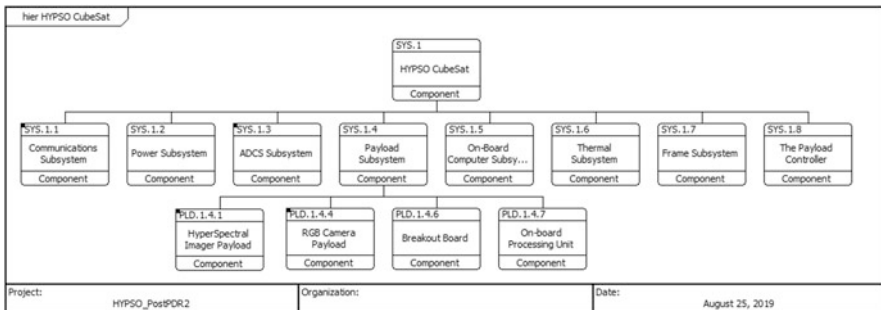 hier HYPSO CubeSat
SYS.1
HYPSO CubeSat
Component
SYS.1.1
Communications
Subsystem
Component
SYS.1.2
Power Subsystem
Component
SYS.1.3
ADCS Subsystem
Component
SYS.1.4
Payload
Subsystem
Component
SYS.1.5
On-Board
Computer Subsy...
Component
SYS.1.6
Thermal
Subsystem
Component
SYS.1.7
Frame Subsystem
Component
SYS.1.8
The Payload
Controller
Component
PLD.1.4.1
HyperSpectral
Imager Payload
Component
PLD.1.4.4
RGB Camera
Payload
Component
PLD.1.4.6
Breakout Board
Component
PLD.1.4.7
On-board
Processing Unit
Component
Project:
HYPSO_PostPDR2
Organization:
Date:
August 25, 2019